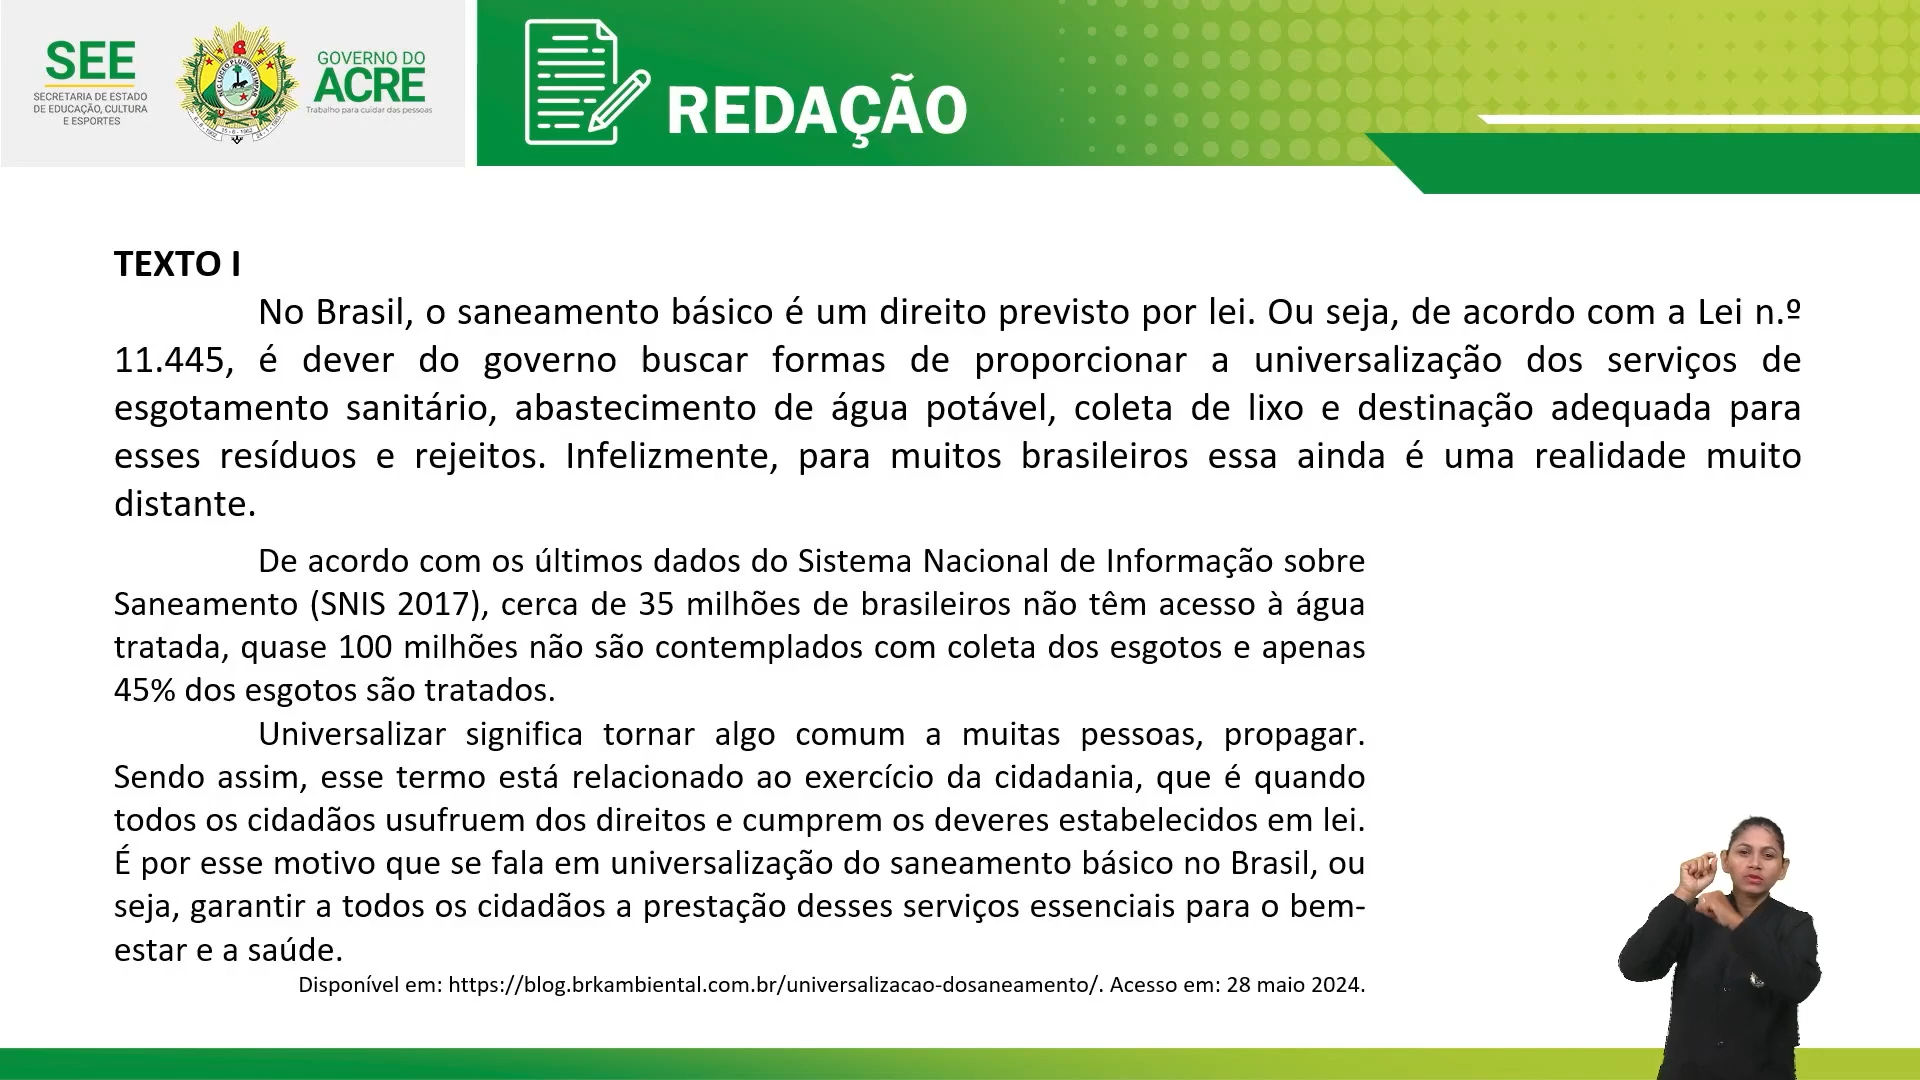 SEE
SECRETARIA DE ESTADO
DE EDUCAÇÃO, CULTURA
E ESPORTES
GOVERNO DO
ACRE
Trabalho para cuidar das pessoas
REDAÇÃO
TEXTO I
No Brasil, o saneamento básico é um direito previsto por lei. Ou seja, de acordo com a Lei n.º
11.445, é dever do governo buscar formas de proporcionar a universalização dos serviços de
esgotamento sanitário, abastecimento de água potável, coleta de lixo e destinação adequada para
esses resíduos e rejeitos. Infelizmente, para muitos brasileiros essa ainda é uma realidade muito
distante.
De acordo com os últimos dados do Sistema Nacional de Informação sobre
Saneamento (SNIS 2017), cerca de 35 milhões de brasileiros não têm acesso à água
tratada, quase 100 milhões não são contemplados com coleta dos esgotos e apenas
45% dos esgotos são tratados.
Universalizar significa tornar algo comum a muitas pessoas, propagar.
Sendo assim, esse termo está relacionado ao exercício da cidadania, que é quando
todos os cidadãos usufruem dos direitos e cumprem os deveres estabelecidos em lei.
É por esse motivo que se fala em universalização do saneamento básico no Brasil, ou
seja, garantir a todos os cidadãos a prestação desses serviços essenciais para o bem-
estar e a saúde.
Disponível em: https://blog.brkambiental.com.br/universalizacao-dosaneamento/. Acesso em: 28 maio 2024.